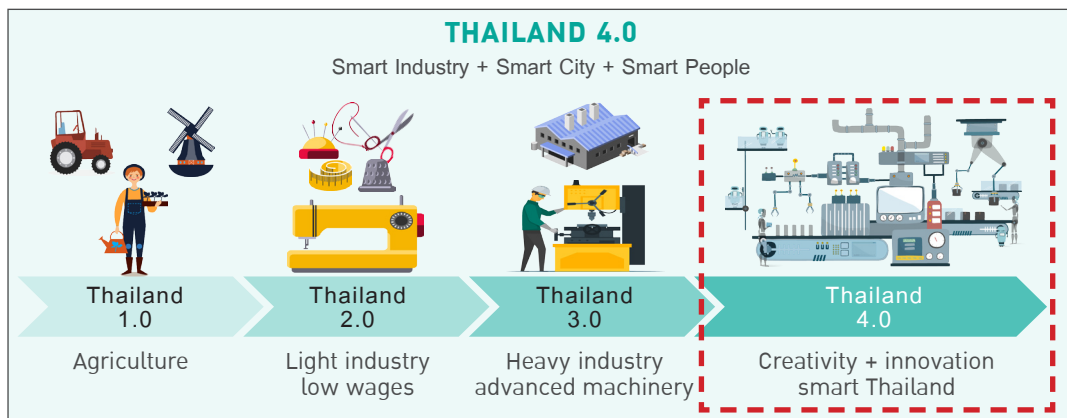 THAILAND 4.0
Smart Industry + Smart City + Smart People
Thailand
1.0
Agriculture
Thailand
2.0
Light industry
low wages
Thailand
3.0
Heavy industry
advanced machinery
Thailand
4.0
Creativity + innovation
smart Thailand